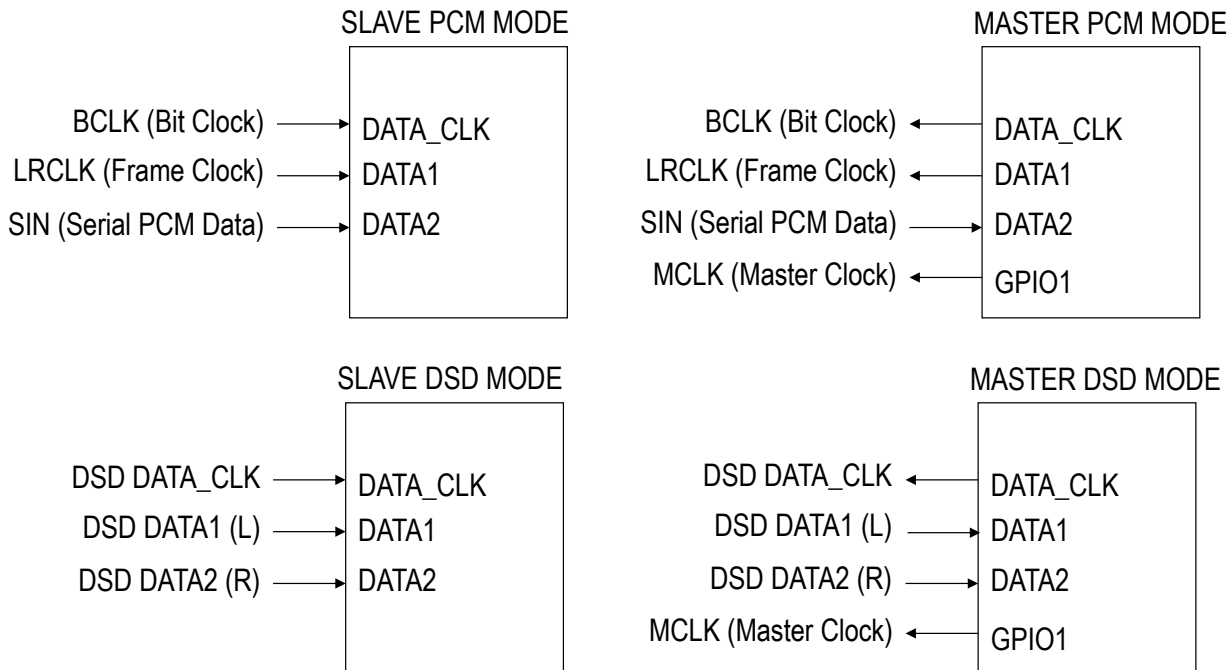 SLAVE PCM MODE
BCLK (Bit Clock)
DATA_CLK
LRCLK (Frame Clock)
DATA1
SIN (Serial PCM Data)
DATA2
MASTER PCM MODE
BCLK (Bit Clock)
DATA_CLK
LRCLK (Frame Clock)
DATA1
SIN (Serial PCM Data)
DATA2
MCLK (Master Clock)
GPIO1
SLAVE DSD MODE
DSD DATA_CLK
DATA_CLK
DSD DATA1 (L)
DATA1
DSD DATA2 (R)
DATA2
MASTER DSD MODE
DSD DATA_CLK
DATA_CLK
DSD DATA1 (L)
DATA1
DSD DATA2 (R)
DATA2
MCLK (Master Clock)
GPIO1